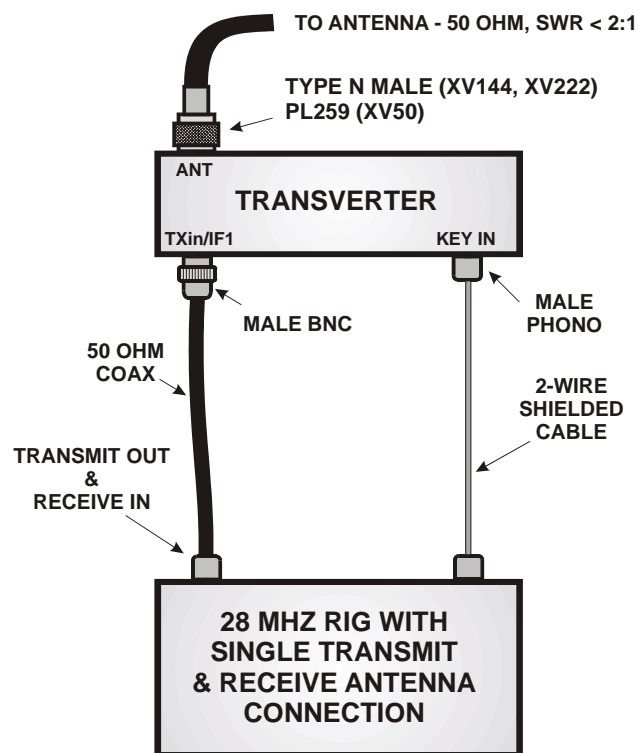 TO ANTENNA - 50 OHM, SWR < 2:1
TYPE N MALE (XV144, XV222)
PL259 (XV50)
ANT
TRANSVERTER
TXin/IF1
KEY IN
MALE BNC
MALE
PHONO
50 OHM
COAX
2-WIRE
SHIELDED
CABLE
TRANSMIT OUT
&
RECEIVE IN
28 MHZ RIG WITH
SINGLE TRANSMIT
& RECEIVE ANTENNA
CONNECTION